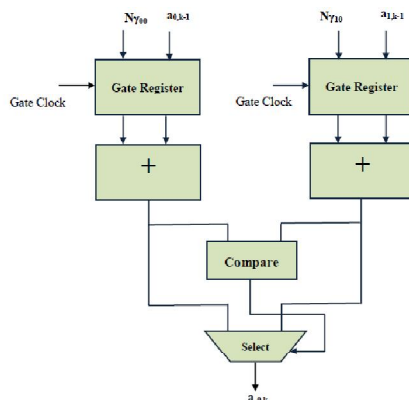 Nγ₀₀ a₀,ₖ₋₁
Nγ₁₀ a₁,ₖ₋₁
Gate Clock
Gate Register
Gate Clock
Gate Register
+
+
Compare
Select